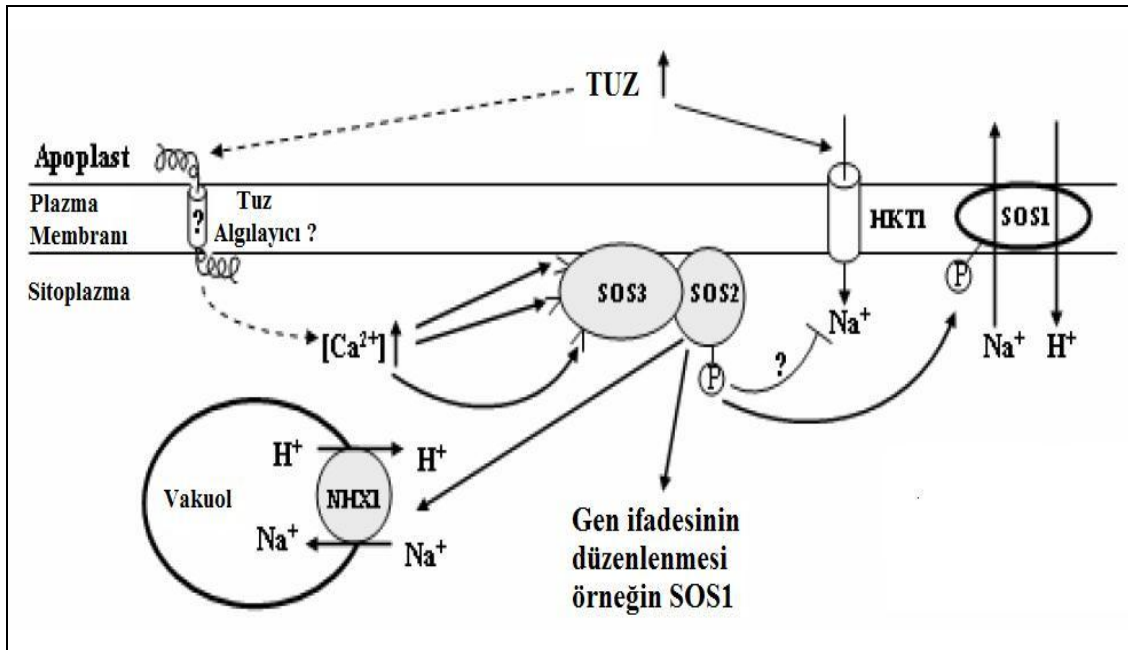 TUZ
Apoplast
Plazma
Membranı
?
Tuz
Algılayıcı ?
HKT1
SOS1
P
Sitoplazma
SOS3
SOS2
[Ca²⁺]
Na⁺
Na⁺
H⁺
?
P
H⁺
H⁺
Vakuol
NHX1
Na⁺
Na⁺
Gen ifadesinin
düzenlenmesi
örneğin SOS1